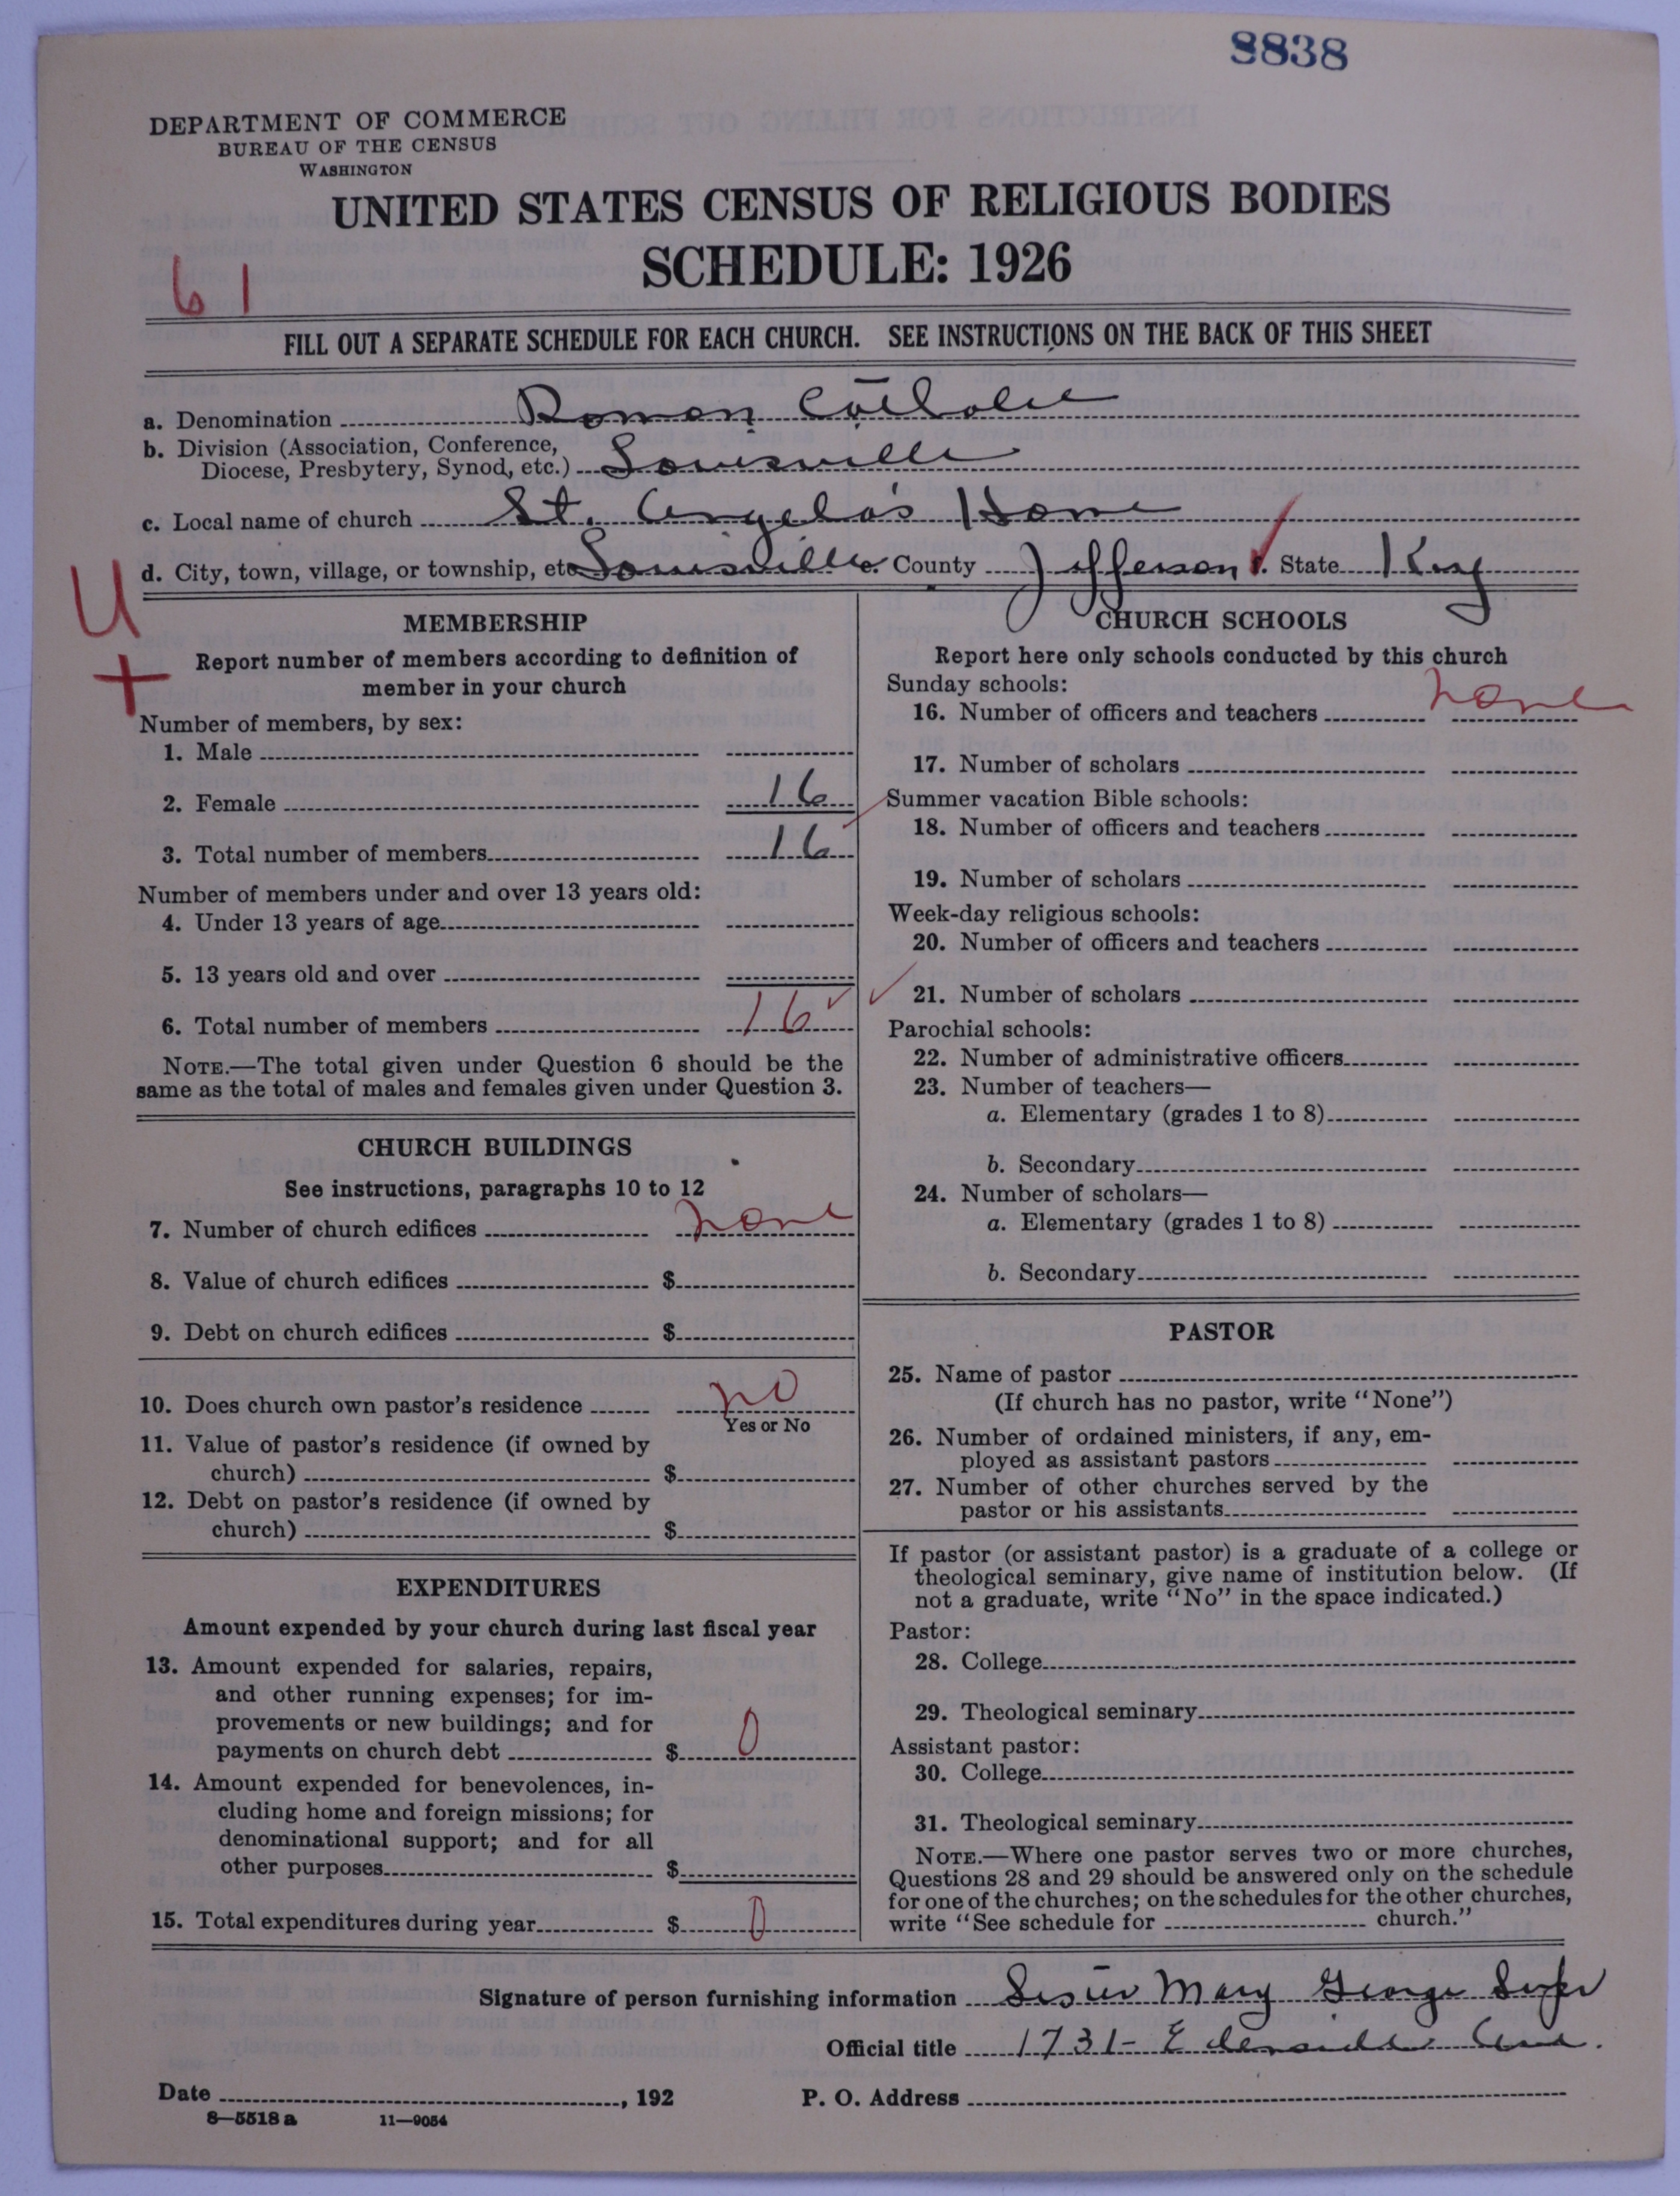 8838
DEPARTMENT OF COMMERCE
BUREAU OF THE CENSUS
WASHINGTON
UNITED STATES CENSUS OF RELIGIOUS BODIES
SCHEDULE: 1926
61
FILL OUT A SEPARATE SCHEDULE FOR EACH CHURCH. SEE INSTRUCTIONS ON THE BACK OF THIS SHEET
a. Denomination Roman Catholic
b. Division (Association, Conference,
Diocese, Presbytery, Synod, etc.) Louisville
c. Local name of church St. Angela's Home
d. City, town, village, or township, etc Louisville e. County Jefferson f. State Ky
U
+
MEMBERSHIP
Report number of members according to definition of
member in your church
Number of members, by sex:
1. Male
2. Female 16
3. Total number of members 16
Number of members under and over 13 years old:
4. Under 13 years of age
5. 13 years old and over
6. Total number of members 16 ✓
NOTE.—The total given under Question 6 should be the
same as the total of males and females given under Question 3.
CHURCH BUILDINGS
See instructions, paragraphs 10 to 12
7. Number of church edifices none
8. Value of church edifices $
9. Debt on church edifices $
10. Does church own pastor's residence no
Yes or No
11. Value of pastor's residence (if owned by
church) $
12. Debt on pastor's residence (if owned by
church) $
EXPENDITURES
Amount expended by your church during last fiscal year
13. Amount expended for salaries, repairs,
and other running expenses; for im-
provements or new buildings; and for
payments on church debt $ 0
14. Amount expended for benevolences, in-
cluding home and foreign missions; for
denominational support; and for all
other purposes $
15. Total expenditures during year $ 0
CHURCH SCHOOLS
Report here only schools conducted by this church
Sunday schools:
16. Number of officers and teachers none
17. Number of scholars
Summer vacation Bible schools:
18. Number of officers and teachers
19. Number of scholars
Week-day religious schools:
20. Number of officers and teachers
✓ 21. Number of scholars
Parochial schools:
22. Number of administrative officers
23. Number of teachers—
a. Elementary (grades 1 to 8)
b. Secondary
24. Number of scholars—
a. Elementary (grades 1 to 8)
b. Secondary
PASTOR
25. Name of pastor
(If church has no pastor, write "None")
26. Number of ordained ministers, if any, em-
ployed as assistant pastors
27. Number of other churches served by the
pastor or his assistants
If pastor (or assistant pastor) is a graduate of a college or
theological seminary, give name of institution below. (If
not a graduate, write "No" in the space indicated.)
Pastor:
28. College
29. Theological seminary
Assistant pastor:
30. College
31. Theological seminary
NOTE.—Where one pastor serves two or more churches,
Questions 28 and 29 should be answered only on the schedule
for one of the churches; on the schedules for the other churches,
write "See schedule for church."
Signature of person furnishing information Sister Mary George Super
Official title 1731- Edenside Ave.
Date , 192 P. O. Address
8—5518 a 11—9054